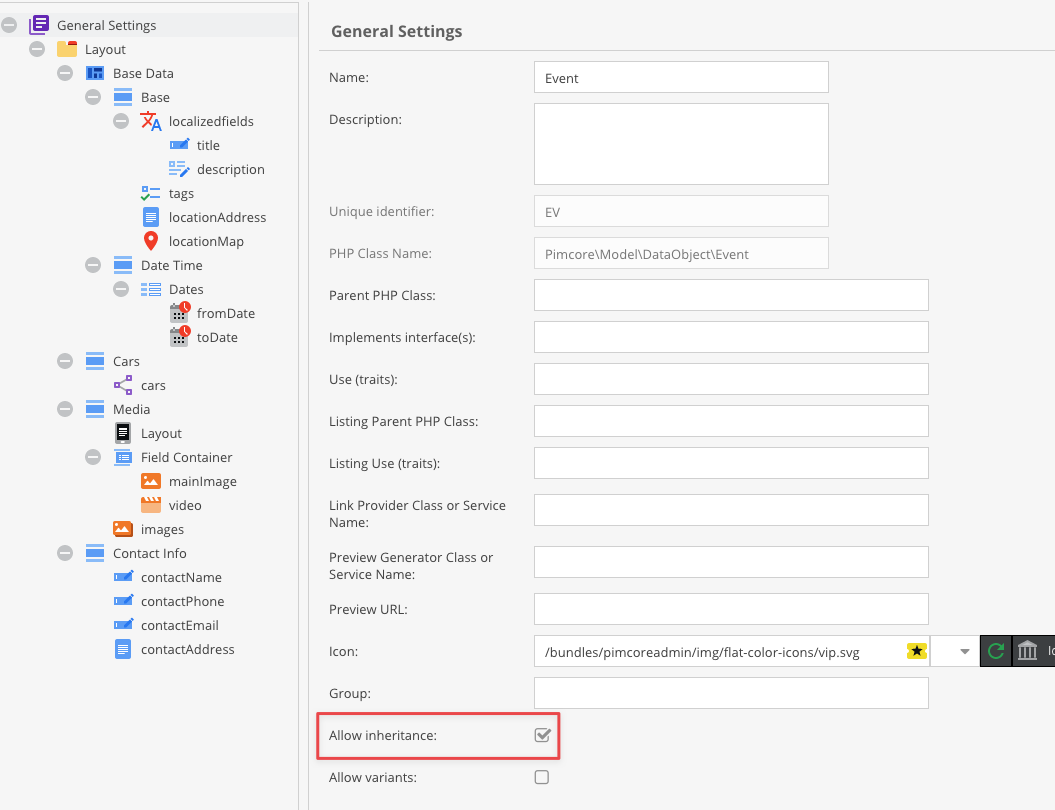 General Settings
Layout
Base Data
Base
localizedfields
title
description
tags
locationAddress
locationMap
Date Time
Dates
fromDate
toDate
Cars
cars
Media
Layout
Field Container
mainImage
video
images
Contact Info
contactName
contactPhone
contactEmail
contactAddress
General Settings
Name: Event
Description:
Unique identifier: EV
PHP Class Name: Pimcore\Model\DataObject\Event
Parent PHP Class:
Implements interface(s):
Use (traits):
Listing Parent PHP Class:
Listing Use (traits):
Link Provider Class or Service
Name:
Preview Generator Class or
Service Name:
Preview URL:
Icon: /bundles/pimcoreadmin/img/flat-color-icons/vip.svg
Group:
Allow inheritance:
Allow variants: